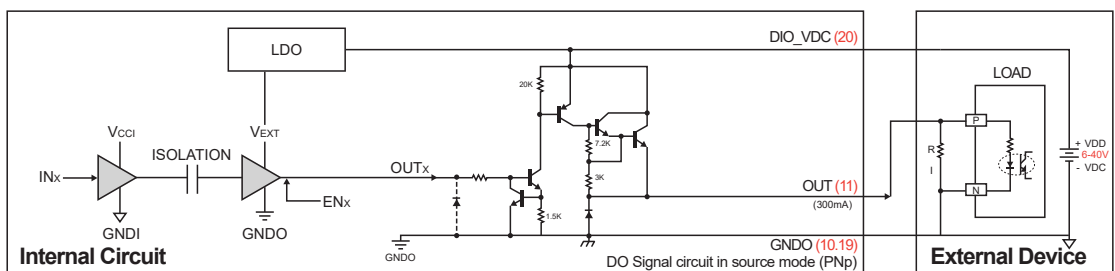 DIO_VDC (20)
LDO
LOAD
20K
VCCI
VEXT
P
ISOLATION
7.2K
R
+ VDD
6-40V
- VDC
INX
OUTX
3K
I
ENX
OUT (11)
N
(300mA)
1.5K
GNDI
GNDO
GNDO
GNDO (10.19)
DO Signal circuit in source mode (PNp)
Internal Circuit
External Device